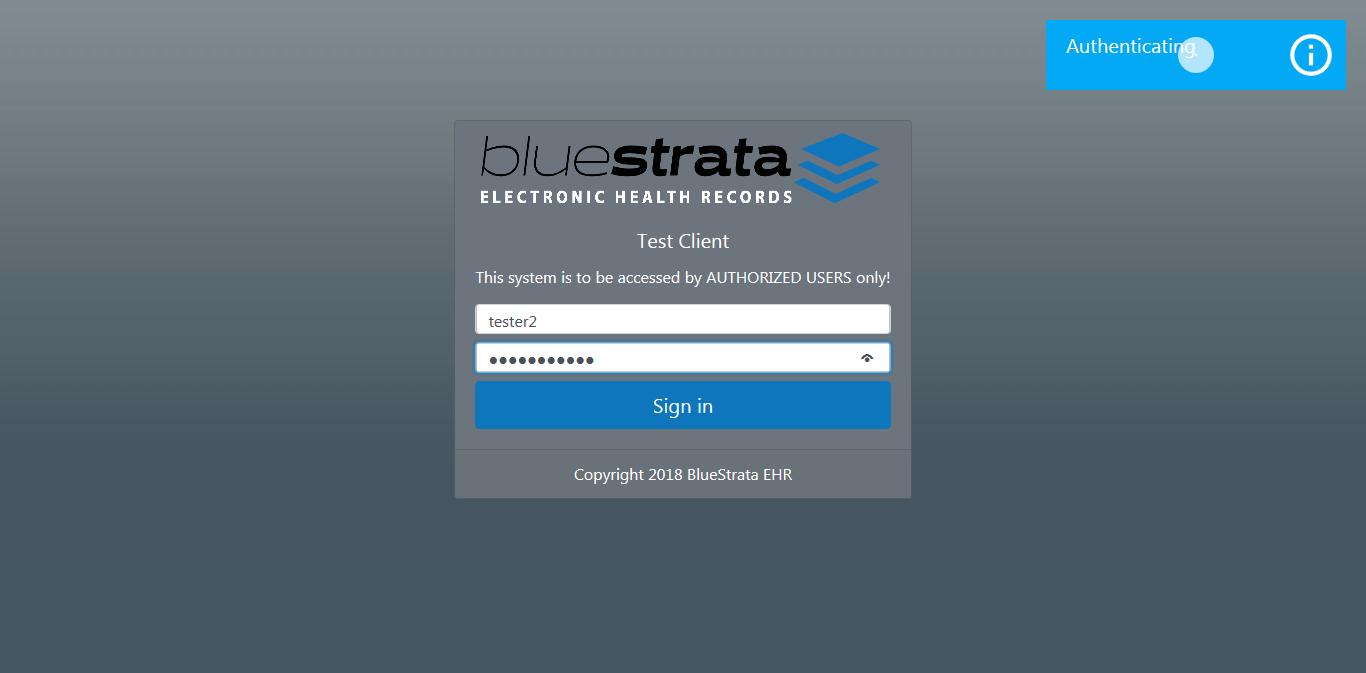 Authenticating.
bluestrata
ELECTRONIC HEALTH RECORDS
Test Client
This system is to be accessed by AUTHORIZED USERS only!
tester2
●●●●●●●●●●●
Sign in
Copyright 2018 BlueStrata EHR